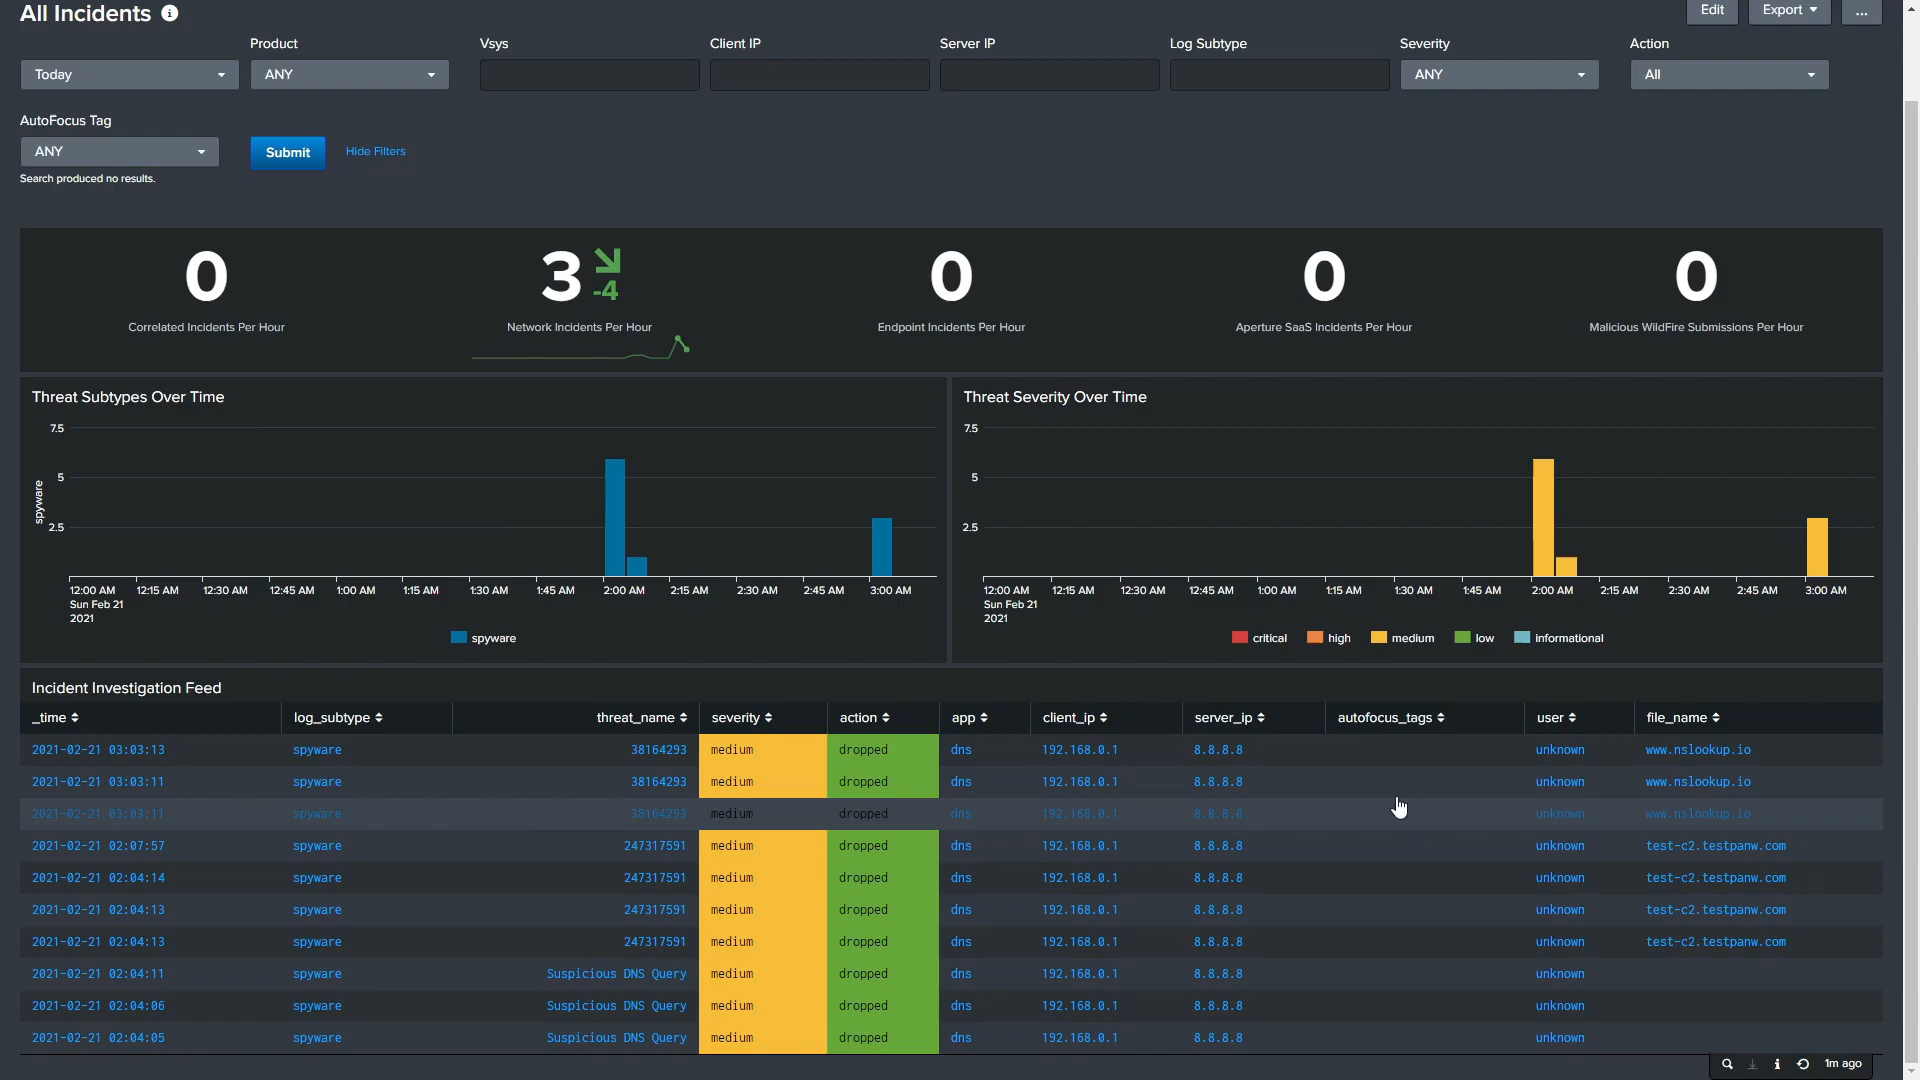 All Incidents
Edit Export ...
Product Vsys Client IP Server IP Log Subtype Severity Action
Today ANY ANY All
AutoFocus Tag
ANY Submit Hide Filters
Search produced no results.
0 3 -4 0 0 0
Correlated Incidents Per Hour Network Incidents Per Hour Endpoint Incidents Per Hour Aperture SaaS Incidents Per Hour Malicious WildFire Submissions Per Hour
Threat Subtypes Over Time
7.5
5
2.5
spyware
12:00 AM 12:15 AM 12:30 AM 12:45 AM 1:00 AM 1:15 AM 1:30 AM 1:45 AM 2:00 AM 2:15 AM 2:30 AM 2:45 AM 3:00 AM
Sun Feb 21
2021
spyware
Threat Severity Over Time
7.5
5
2.5
12:00 AM 12:15 AM 12:30 AM 12:45 AM 1:00 AM 1:15 AM 1:30 AM 1:45 AM 2:00 AM 2:15 AM 2:30 AM 2:45 AM 3:00 AM
Sun Feb 21
2021
critical high medium low informational
Incident Investigation Feed
_time log_subtype threat_name severity action app client_ip server_ip autofocus_tags user file_name
2021-02-21 03:03:13 spyware 38164293 medium dropped dns 192.168.0.1 8.8.8.8 unknown www.nslookup.io
2021-02-21 03:03:11 spyware 38164293 medium dropped dns 192.168.0.1 8.8.8.8 unknown www.nslookup.io
2021-02-21 03:03:11 spyware 38164293 medium dropped dns 192.168.0.1 8.8.8.8 unknown www.nslookup.io
2021-02-21 02:07:57 spyware 247317591 medium dropped dns 192.168.0.1 8.8.8.8 unknown test-c2.testpanw.com
2021-02-21 02:04:14 spyware 247317591 medium dropped dns 192.168.0.1 8.8.8.8 unknown test-c2.testpanw.com
2021-02-21 02:04:13 spyware 247317591 medium dropped dns 192.168.0.1 8.8.8.8 unknown test-c2.testpanw.com
2021-02-21 02:04:13 spyware 247317591 medium dropped dns 192.168.0.1 8.8.8.8 unknown test-c2.testpanw.com
2021-02-21 02:04:11 spyware Suspicious DNS Query medium dropped dns 192.168.0.1 8.8.8.8 unknown
2021-02-21 02:04:06 spyware Suspicious DNS Query medium dropped dns 192.168.0.1 8.8.8.8 unknown
2021-02-21 02:04:05 spyware Suspicious DNS Query medium dropped dns 192.168.0.1 8.8.8.8 unknown
1m ago